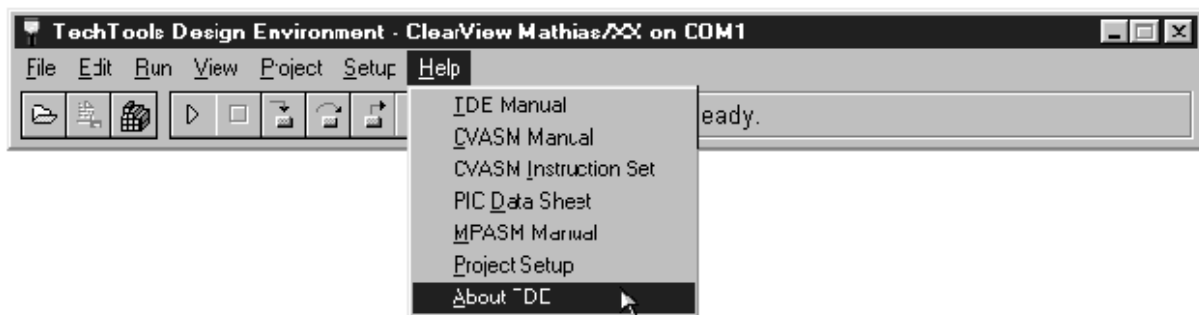 TechTools Design Environment - ClearView Mathias/XX on COM1
File Edit Run View Project Setup Help
eady.
TDE Manual
CVASM Manual
CVASM Instruction Set
PIC Data Sheet
MPASM Manual
Project Setup
About TDE